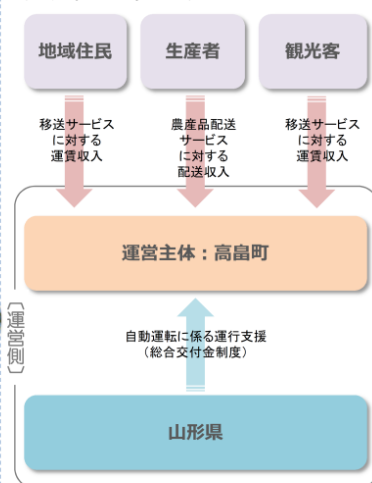 地域住民
生産者
観光客
移送サービス
に対する
運賃収入
農産品配送
サービス
に対する
配送収入
移送サービス
に対する
運賃収入
運営主体：高畠町
〔運営側〕
自動運転に係る運行支援
（総合交付金制度）
山形県